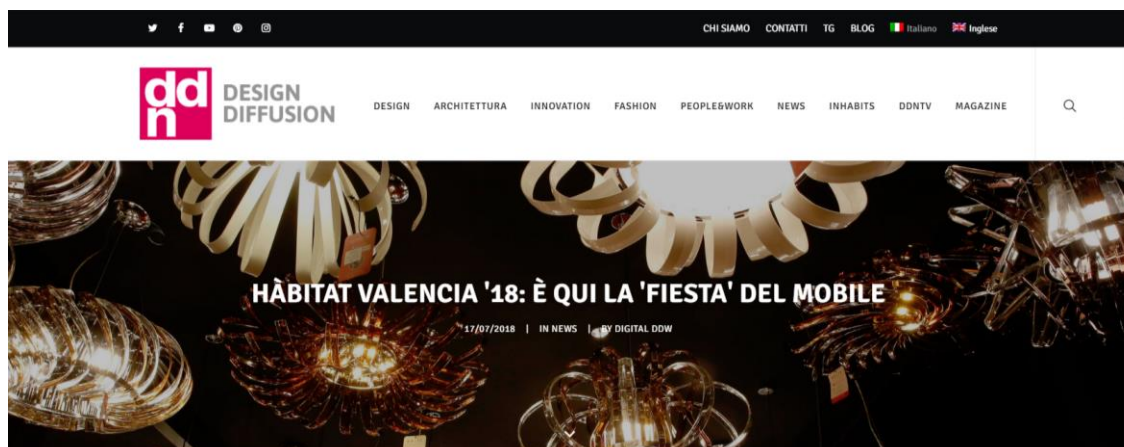 CHI SIAMO CONTATTI TG BLOG Italiano Inglese
ddn DESIGN DIFFUSION
DESIGN ARCHITETTURA INNOVATION FASHION PEOPLE&WORK NEWS INHABITS DDNTV MAGAZINE
HÀBITAT VALENCIA '18: È QUI LA 'FIESTA' DEL MOBILE
17/07/2018 | IN NEWS | BY DIGITAL DDW